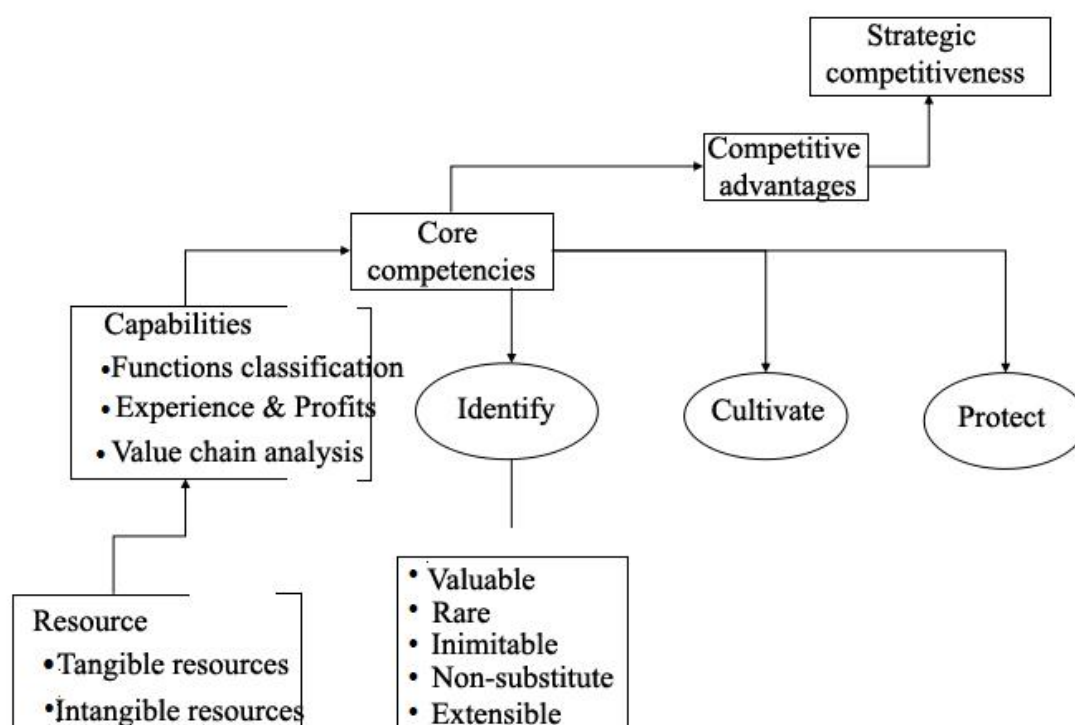 Strategic
competitiveness
Competitive
advantages
Core
competencies
Capabilities
•Functions classification
• Experience & Profits
• Value chain analysis
Identify
Cultivate
Protect
Resource
•Tangible resources
•Intangible resources
• Valuable
• Rare
• Inimitable
• Non-substitute
• Extensible